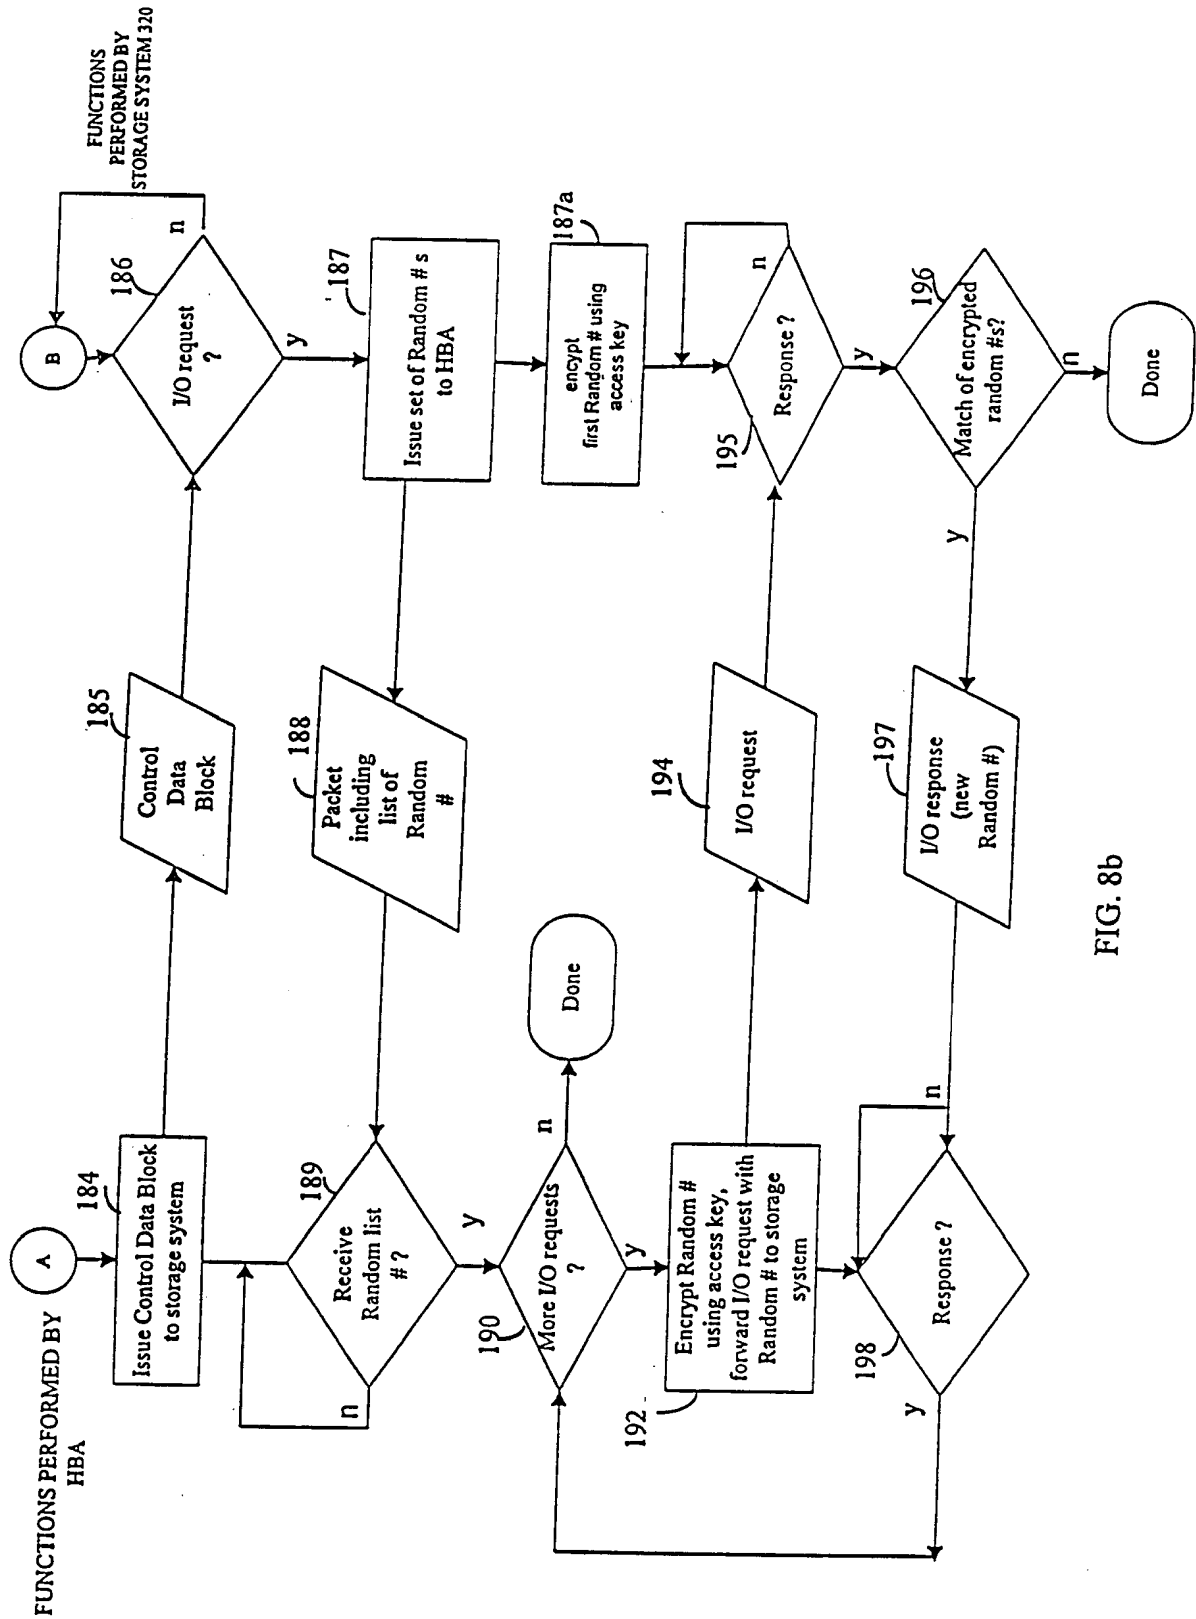 FUNCTIONS PERFORMED BY
HBA
A
184
Issue Control Data Block
to storage system
185
Control
Data
Block
B
FUNCTIONS
PERFORMED BY
STORAGE SYSTEM 320
186
I/O request
?
n
y
187
Issue set of Random # s
to HBA
188
Packet
including
list of
Random
#
189
Receive
Random list
# ?
n
y
187a
encrypt
first Random # using
access key
190
More I/O requests
?
n
Done
y
192
Encrypt Random #
using access key,
forward I/O request with
Random # to storage
system
194
I/O request
195
Response ?
n
y
196
Match of encrypted
random #s?
n
Done
y
197
I/O response
(new
Random #)
198
Response ?
n
y
FIG. 8b